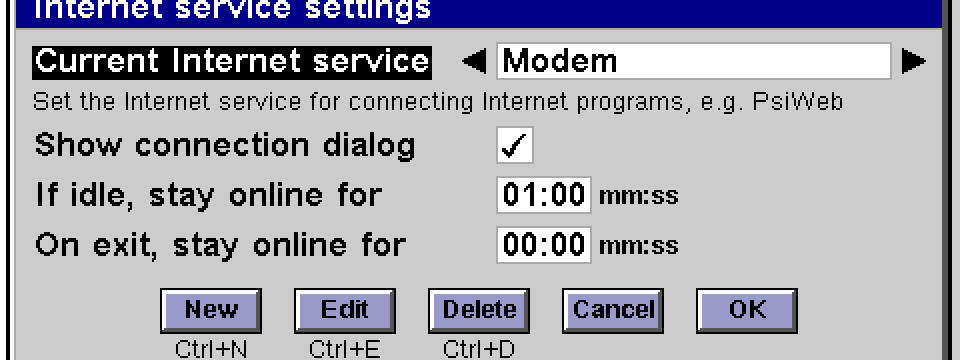 Internet service settings
Current Internet service Modem
Set the Internet service for connecting Internet programs, e.g. PsiWeb
Show connection dialog
If idle, stay online for 01:00 mm:ss
On exit, stay online for 00:00 mm:ss
New Edit Delete Cancel OK
Ctrl+N Ctrl+E Ctrl+D